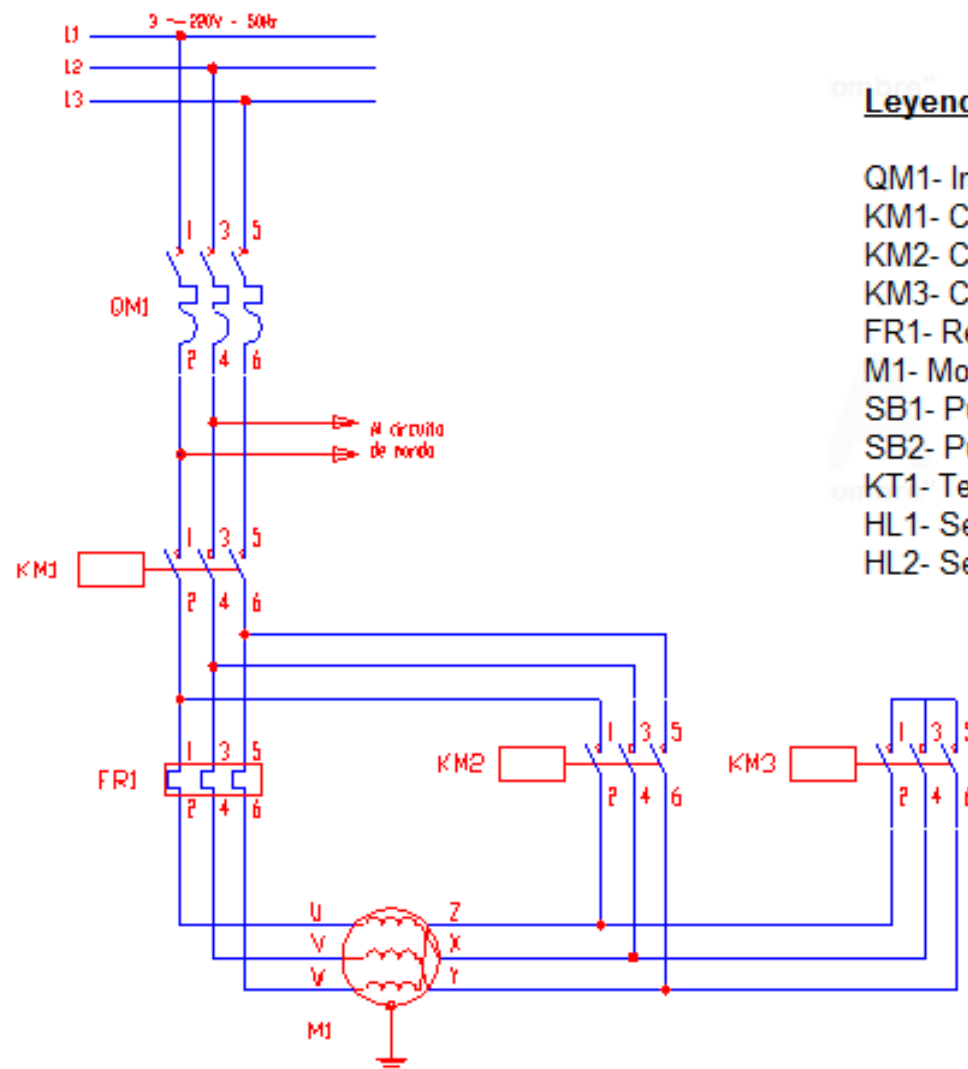 3 ~ 220V - 50Hz
L1
L2
L3
1 3 5
QM1
2 4 6
Al circuito
de mando
1 3 5
KM1
2 4 6
1 3 5
FR1
2 4 6
1 3 5
KM2
2 4 6
1 3 5
KM3
2 4 6
U Z
V X
W Y
M1
Leyenc
QM1- In
KM1- C
KM2- C
KM3- C
FR1- Re
M1- Mo
SB1- Pu
SB2- Pu
KT1- Te
HL1- Se
HL2- Se